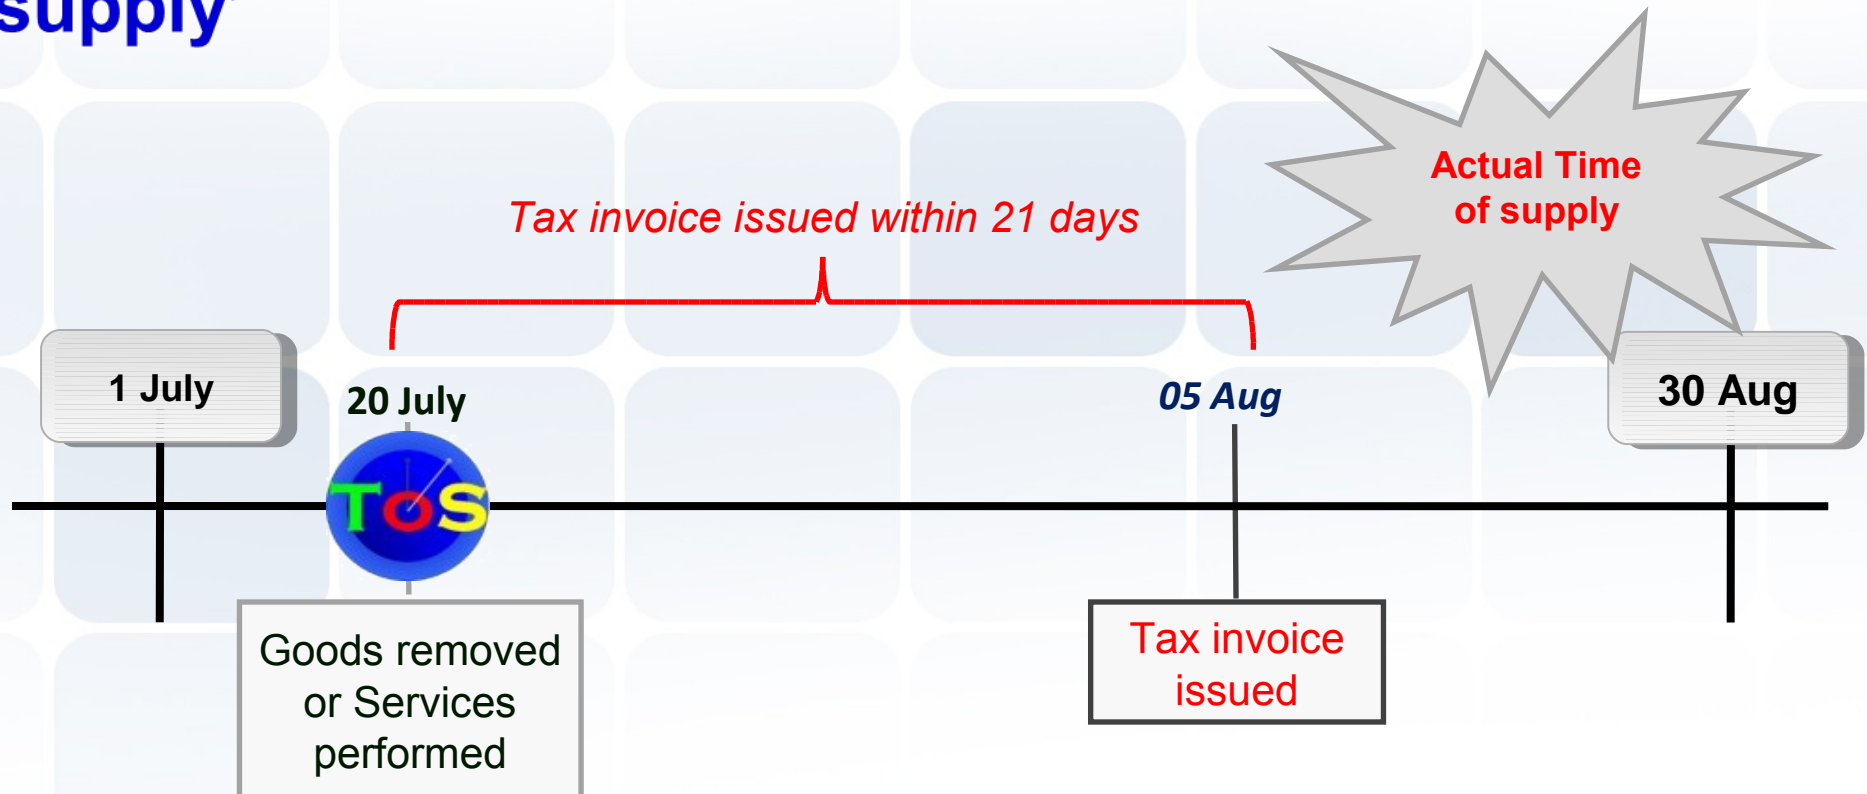 supply'
Actual Time
of supply
Tax invoice issued within 21 days
1 July
20 July
05 Aug
30 Aug
ToS
Goods removed
or Services
performed
Tax invoice
issued